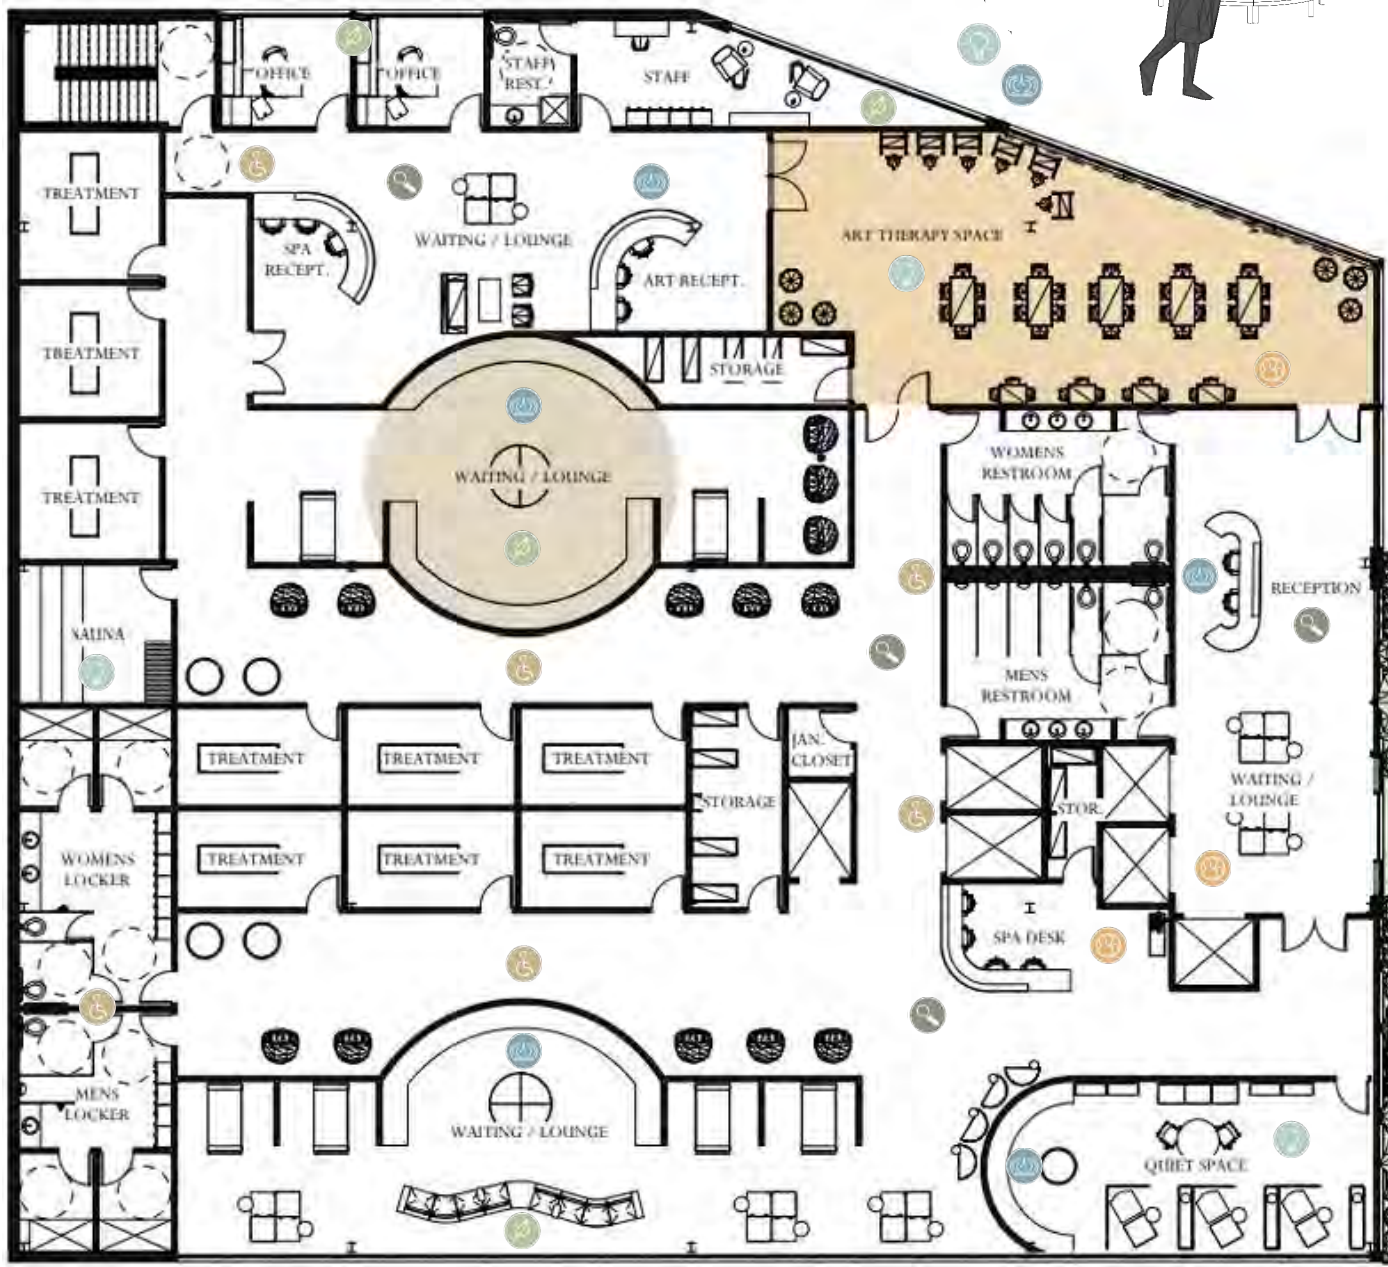 OFFICE
OFFICE
STAFF
REST.
STAFF
TREATMENT
SPA
RECEPT.
WAITING / LOUNGE
ART RECEPT.
ART THERAPY SPACE
TREATMENT
STORAGE
TREATMENT
WAITING / LOUNGE
WOMENS
RESTROOM
RECEPTION
SAUNA
MENS
RESTROOM
TREATMENT
TREATMENT
TREATMENT
JAN.
CLOSET
WAITING /
LOUNGE
STORAGE
STOR.
WOMENS
LOCKER
TREATMENT
TREATMENT
TREATMENT
SPA DESK
MENS
LOCKER
WAITING / LOUNGE
QUIET SPACE